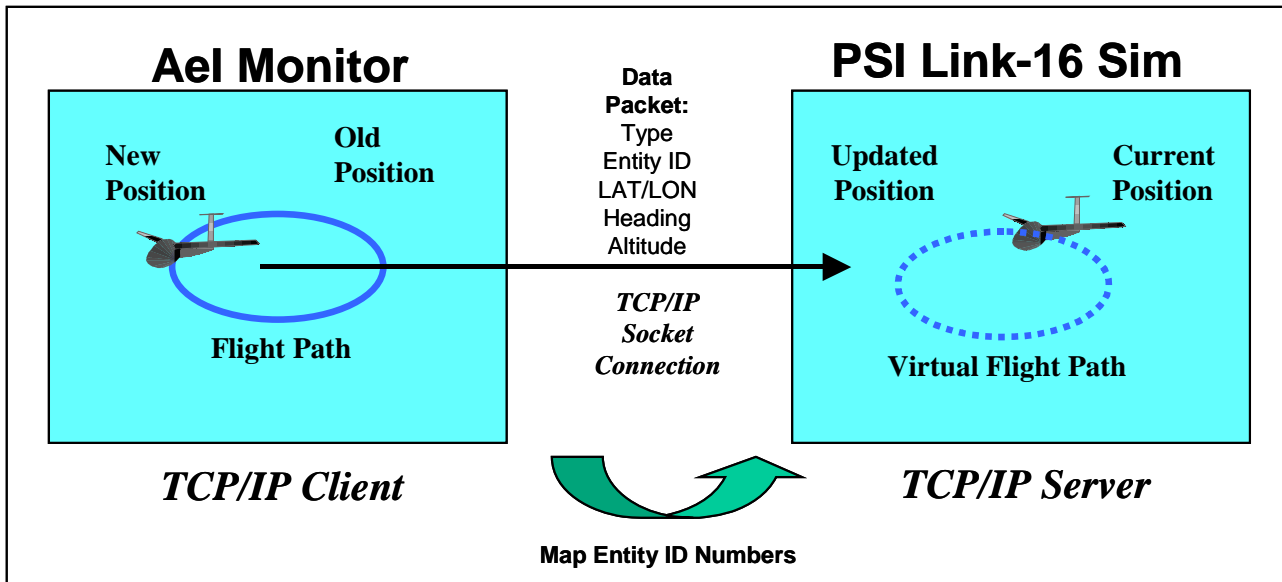 AeI Monitor
New
Position
Old
Position
Flight Path
TCP/IP Client
Data
Packet:
Type
Entity ID
LAT/LON
Heading
Altitude
TCP/IP
Socket
Connection
PSI Link-16 Sim
Updated
Position
Current
Position
Virtual Flight Path
TCP/IP Server
Map Entity ID Numbers